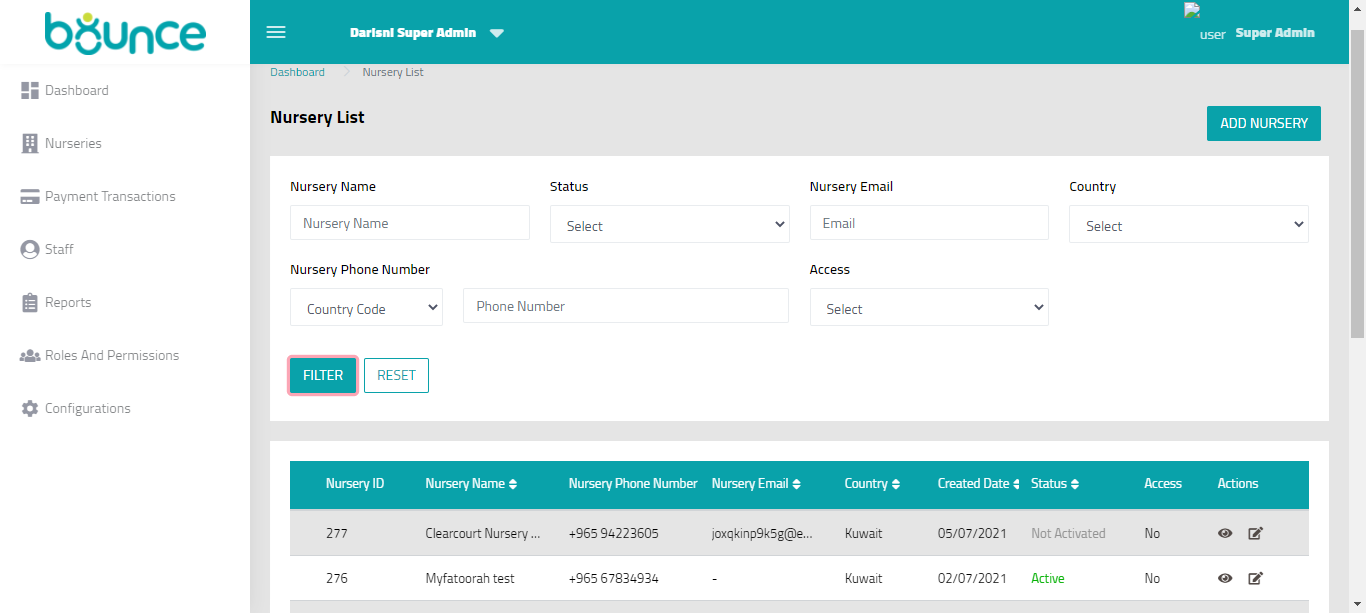 bounce
Darisni Super Admin
user Super Admin
Dashboard
Nurseries
Payment Transactions
Staff
Reports
Roles And Permissions
Configurations
Dashboard Nursery List
Nursery List
ADD NURSERY
Nursery Name Status Nursery Email Country
Nursery Name Select Email Select
Nursery Phone Number Access
Country Code Phone Number Select
FILTER RESET
Nursery ID Nursery Name Nursery Phone Number Nursery Email Country Created Date Status Access Actions
277 Clearcourt Nursery ... +965 94223605 joxqkinp9k5g@e... Kuwait 05/07/2021 Not Activated No
276 Myfatoorah test +965 67834934 - Kuwait 02/07/2021 Active No